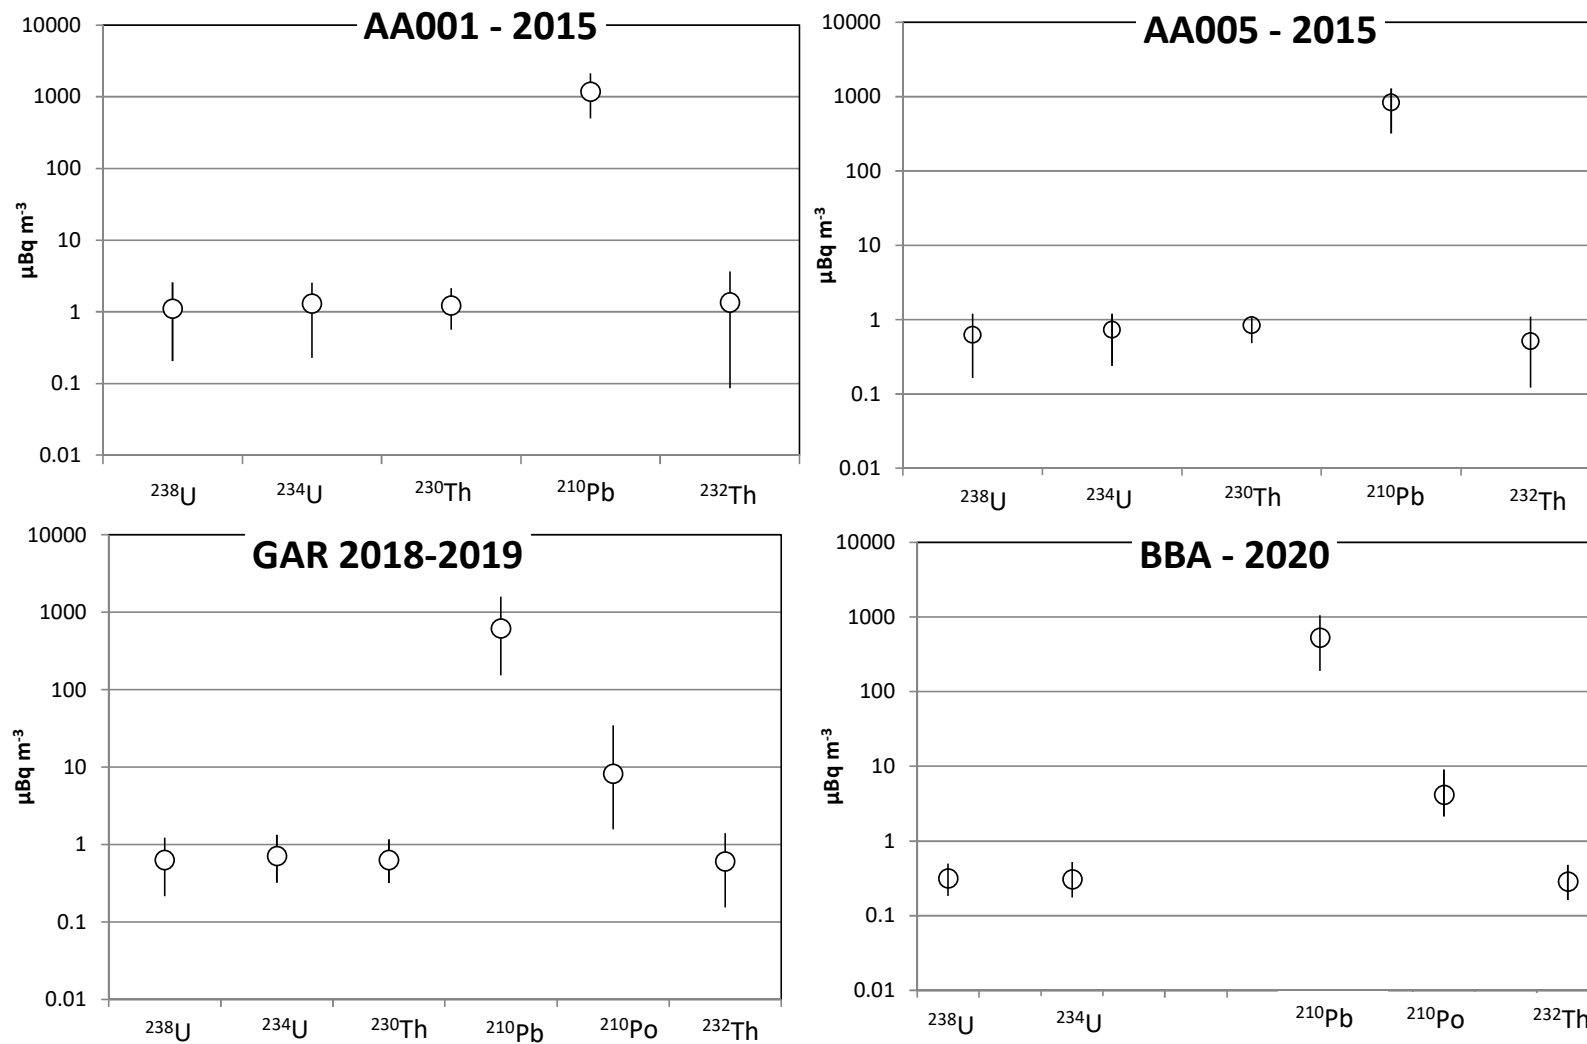 AA001 - 2015
10000
1000
100
10
1
0.1
0.01
µBq m⁻³
²³⁸U ²³⁴U ²³⁰Th ²¹⁰Pb ²³²Th
AA005 - 2015
10000
1000
100
10
1
0.1
0.01
µBq m⁻³
²³⁸U ²³⁴U ²³⁰Th ²¹⁰Pb ²³²Th
GAR 2018-2019
10000
1000
100
10
1
0.1
0.01
µBq m⁻³
²³⁸U ²³⁴U ²³⁰Th ²¹⁰Pb ²¹⁰Po ²³²Th
BBA - 2020
10000
1000
100
10
1
0.1
0.01
µBq m⁻³
²³⁸U ²³⁴U ²¹⁰Pb ²¹⁰Po ²³²Th